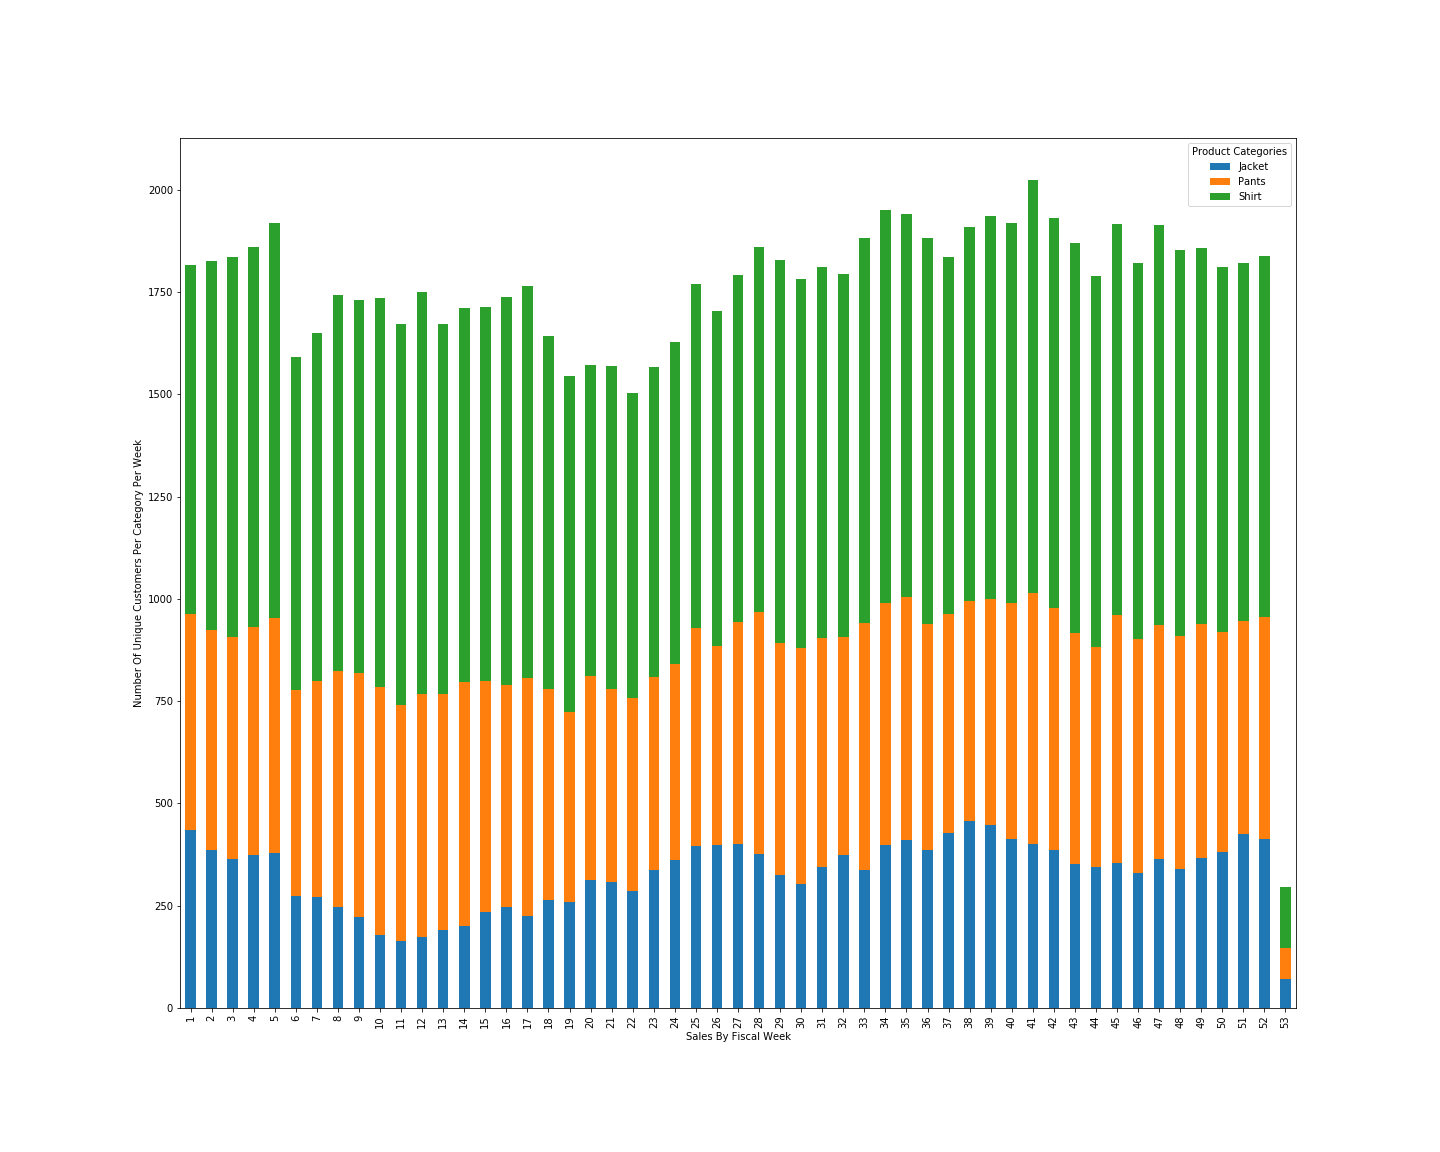 Product Categories
Jacket
Pants
Shirt
2000
1750
1500
1250
1000
750
500
250
0
Number Of Unique Customers Per Category Per Week
1 2 3 4 5 6 7 8 9 10 11 12 13 14 15 16 17 18 19 20 21 22 23 24 25 26 27 28 29 30 31 32 33 34 35 36 37 38 39 40 41 42 43 44 45 46 47 48 49 50 51 52 53
Sales By Fiscal Week